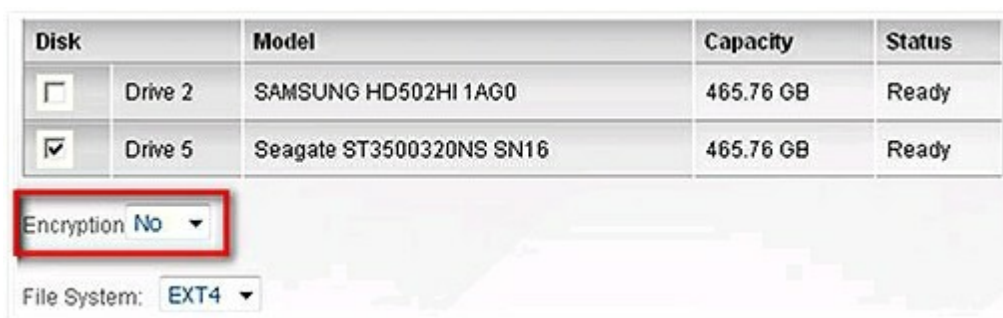 Disk Model Capacity Status
Drive 2 SAMSUNG HD502HI 1AG0 465.76 GB Ready
Drive 5 Seagate ST3500320NS SN16 465.76 GB Ready
Encryption No
File System: EXT4